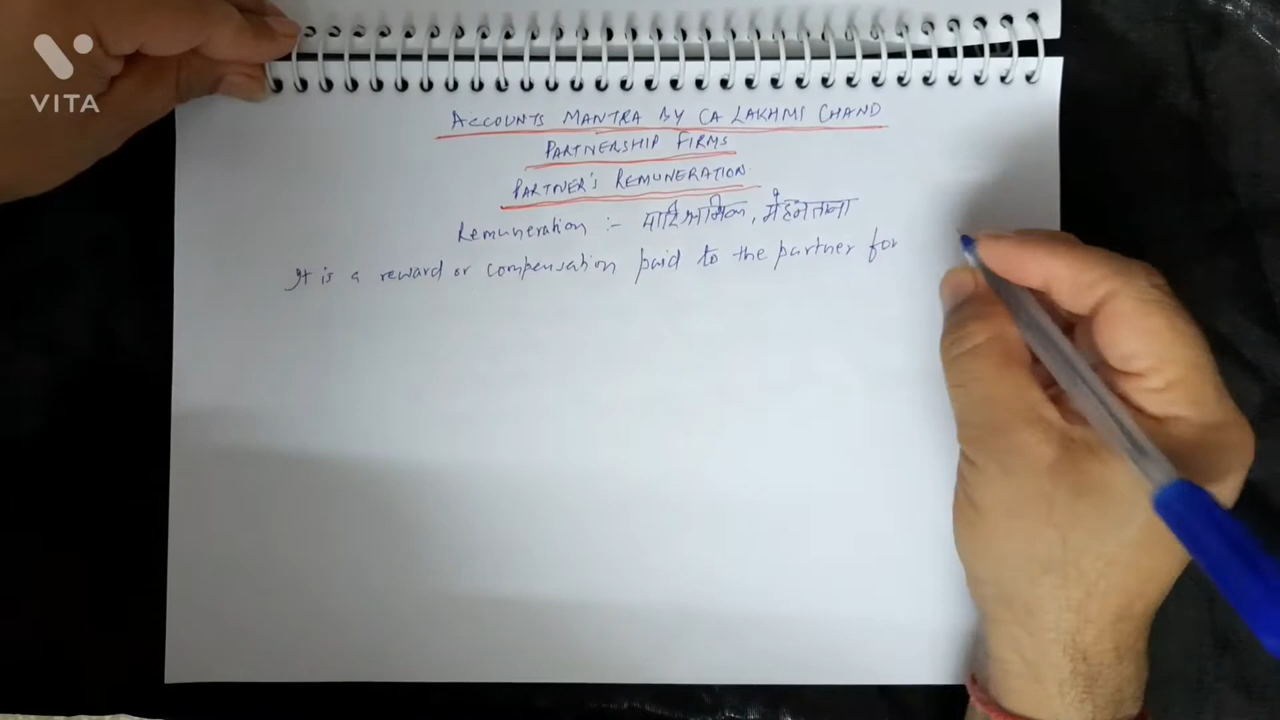 VITA
ACCOUNTS MANTRA BY CA LAKHMI CHAND
PARTNERSHIP FIRMS
PARTNER'S REMUNERATION
Remuneration :- पारिश्रमिक, मेहनताना
It is a reward or compensation paid to the partner for